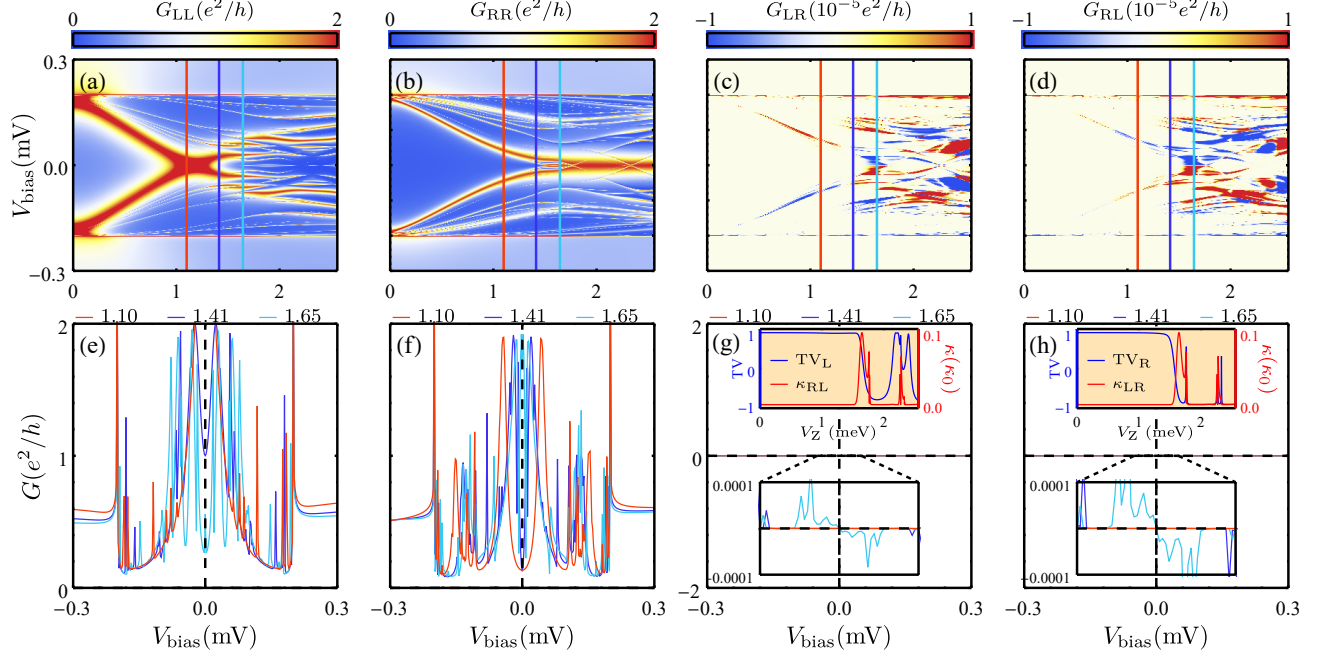 G_LL(e²/h) G_RR(e²/h) G_LR(10⁻⁵e²/h) G_RL(10⁻⁵e²/h)
0 2 0 2 −1 1 −1 1
0.3
(a) (b) (c) (d)
V_bias(mV)
0.0
−0.3
0 1 2 0 1 2 0 1 2 0 1 2
1.10 1.41 1.65 1.10 1.41 1.65 1.10 1.41 1.65 1.10 1.41 1.65
2 2
(e) (f) (g) (h)
1 0.1 1 0.1
TV 0 TV_L κ(κ₀) TV 0 TV_R κ(κ₀)
κ_RL κ_LR
−1 0.0 −1 0.0
0 1 2 0 1 2
V_Z (meV) V_Z (meV)
G(e²/h)
1 0
0.0001 0.0001
−0.0001 −0.0001
0 −2
−0.3 0.0 0.3 −0.3 0.0 0.3 −0.3 0.0 0.3 −0.3 0.0 0.3
V_bias(mV) V_bias(mV) V_bias(mV) V_bias(mV)